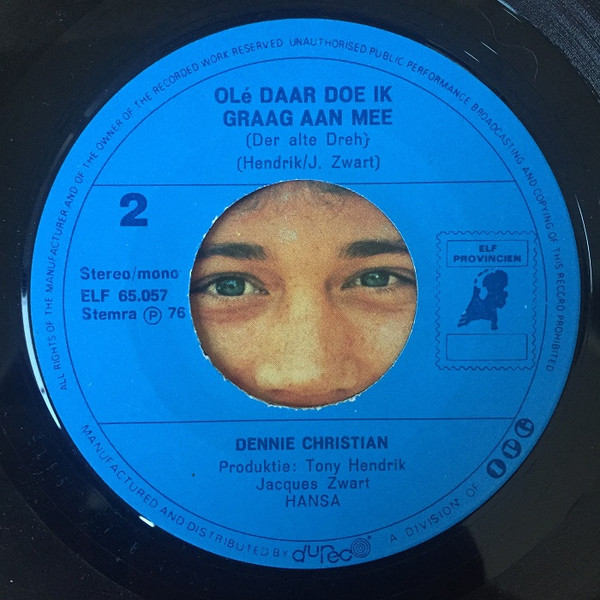 ALL RIGHTS OF THE MANUFACTURER AND OF THE OWNER OF THE RECORDED WORK RESERVED UNAUTHORISED PUBLIC PERFORMANCE BROADCASTING AND COPYING OF THIS RECORD PROHIBITED
OLé DAAR DOE IK
GRAAG AAN MEE
(Der alte Dreh)
(Hendrik/J. Zwart)
2
Stereo/mono
ELF 65.057
Stemra Ⓟ 76
ELF
PROVINCIEN
DENNIE CHRISTIAN
Produktie: Tony Hendrik
Jacques Zwart
HANSA
MANUFACTURED AND DISTRIBUTED BY dureco A DIVISION OF